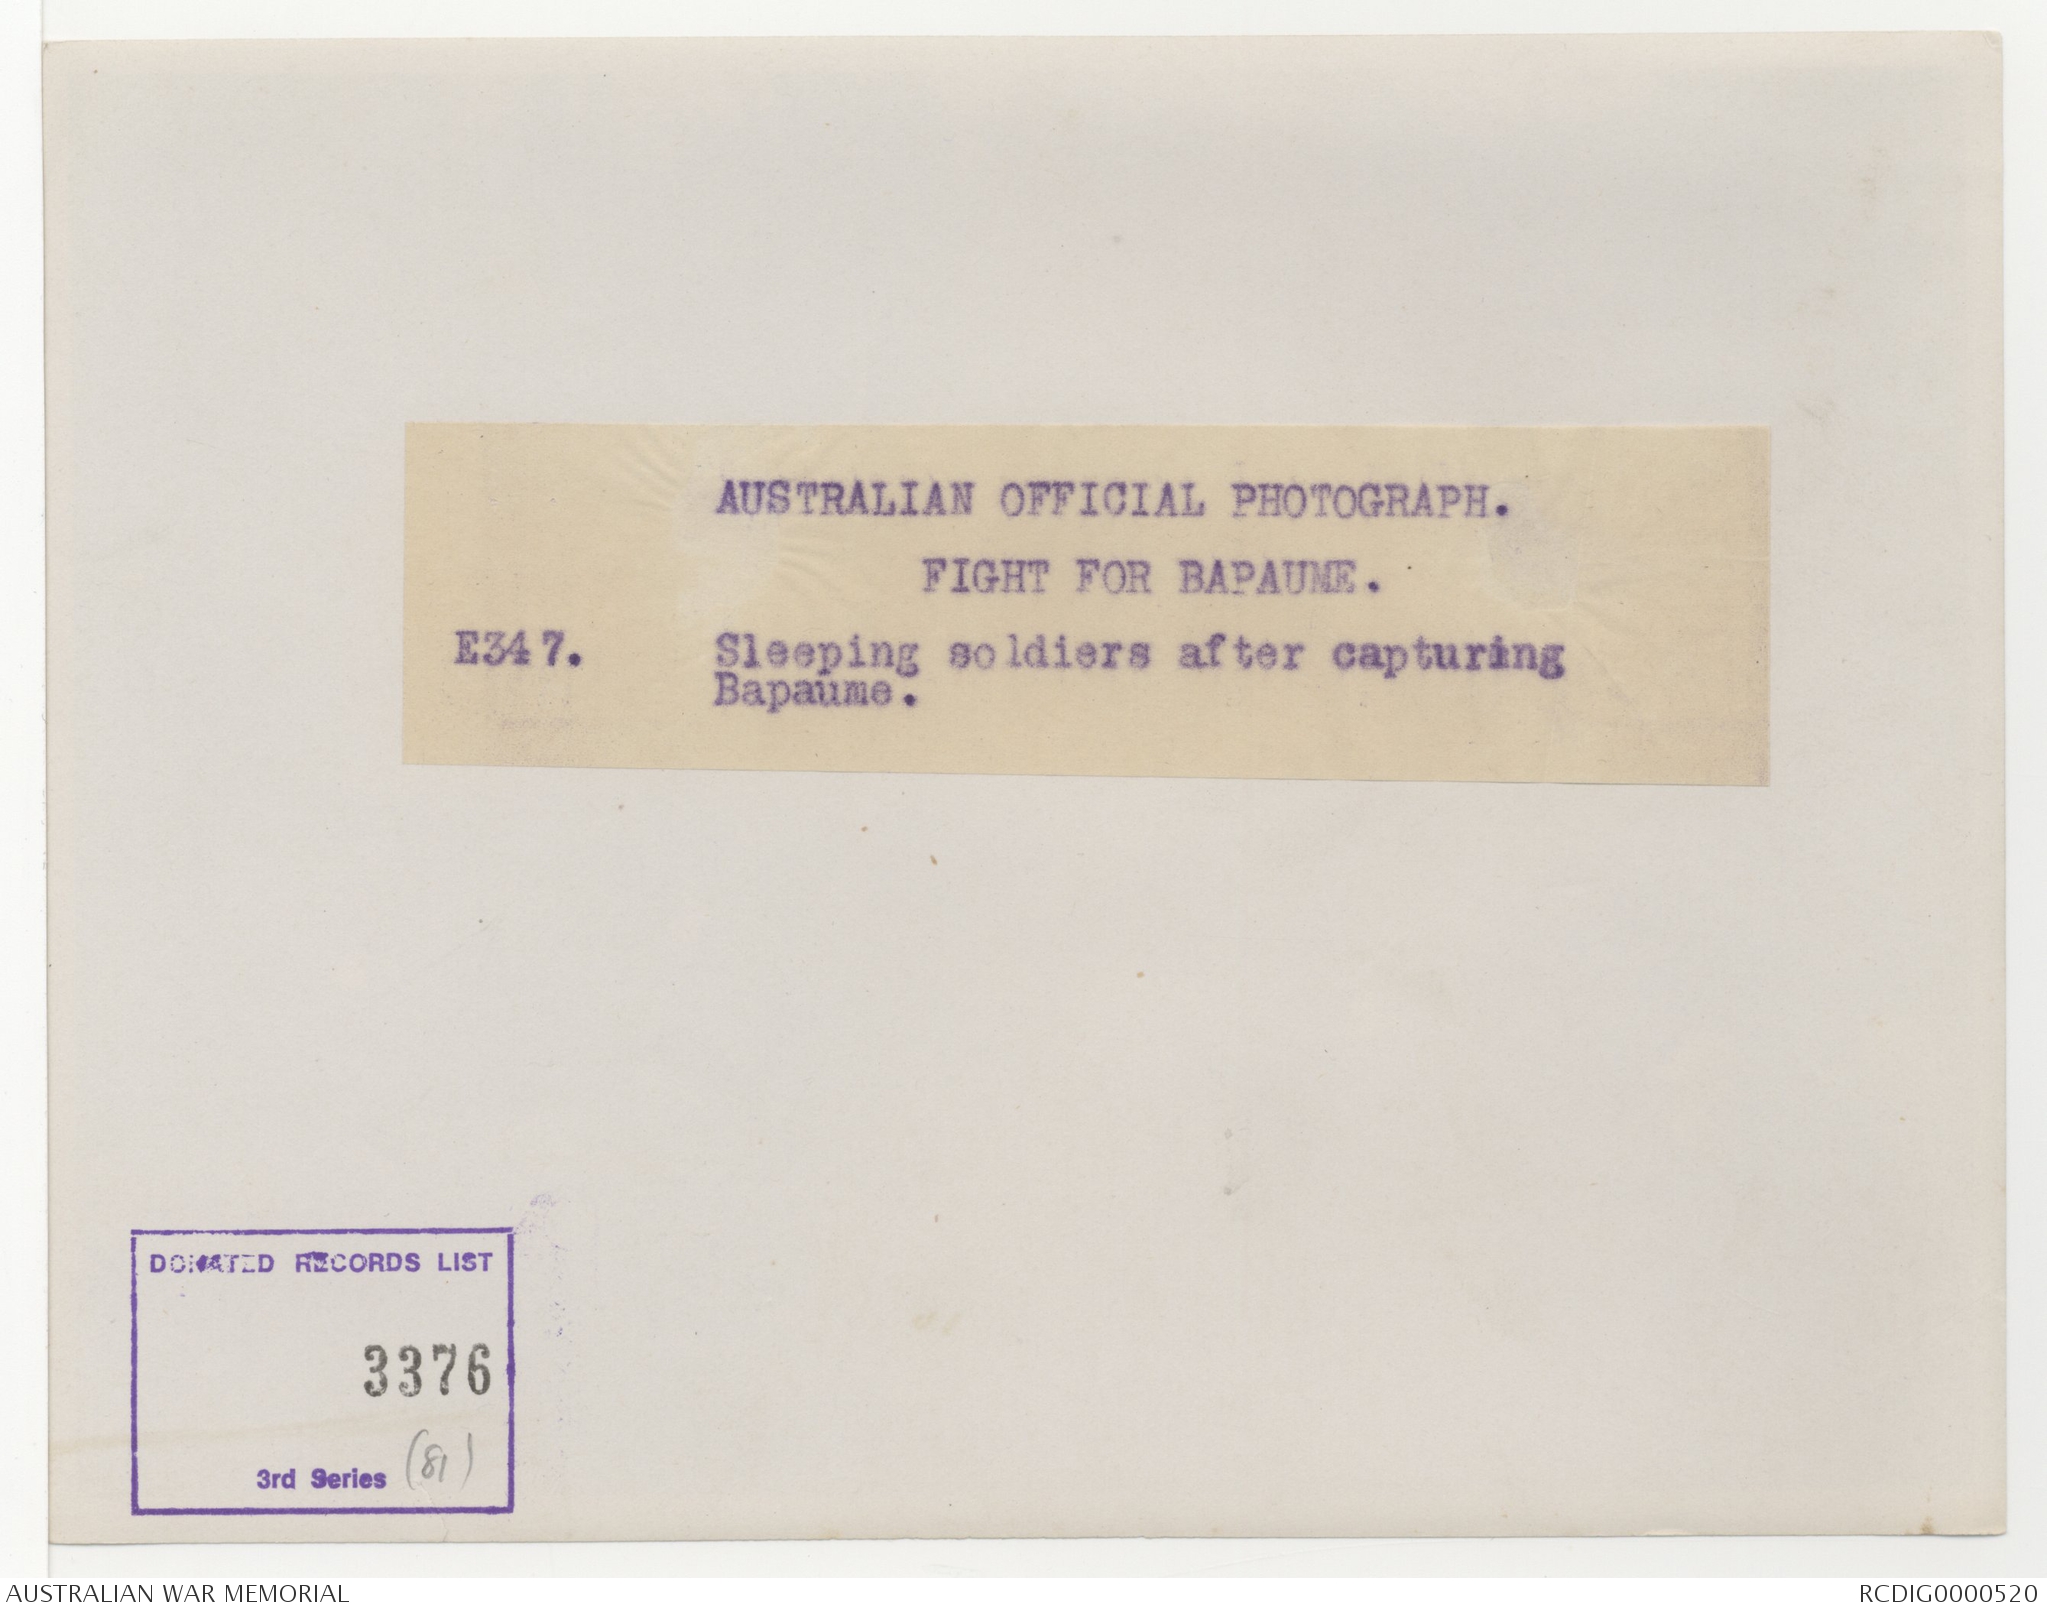 AUSTRALIAN OFFICIAL PHOTOGRAPH.
FIGHT FOR BAPAUME.
E347. Sleeping soldiers after capturing
Bapaume.
DONATED RECORDS LIST
3376
3rd Series (81)
AUSTRALIAN WAR MEMORIAL
RCDIG0000520